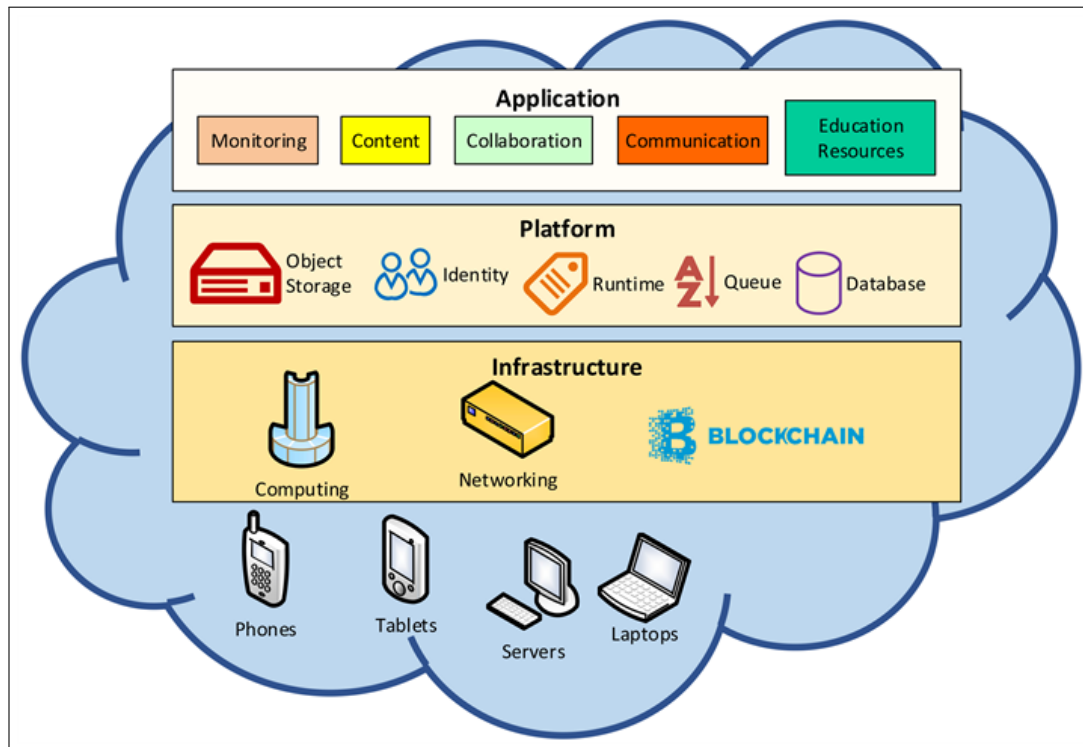 Application
Monitoring
Content
Collaboration
Communication
Education
Resources
Platform
Object
Storage
Identity
Runtime
A
Z
Queue
Database
Infrastructure
Computing
Networking
B BLOCKCHAIN
Phones
Tablets
Servers
Laptops